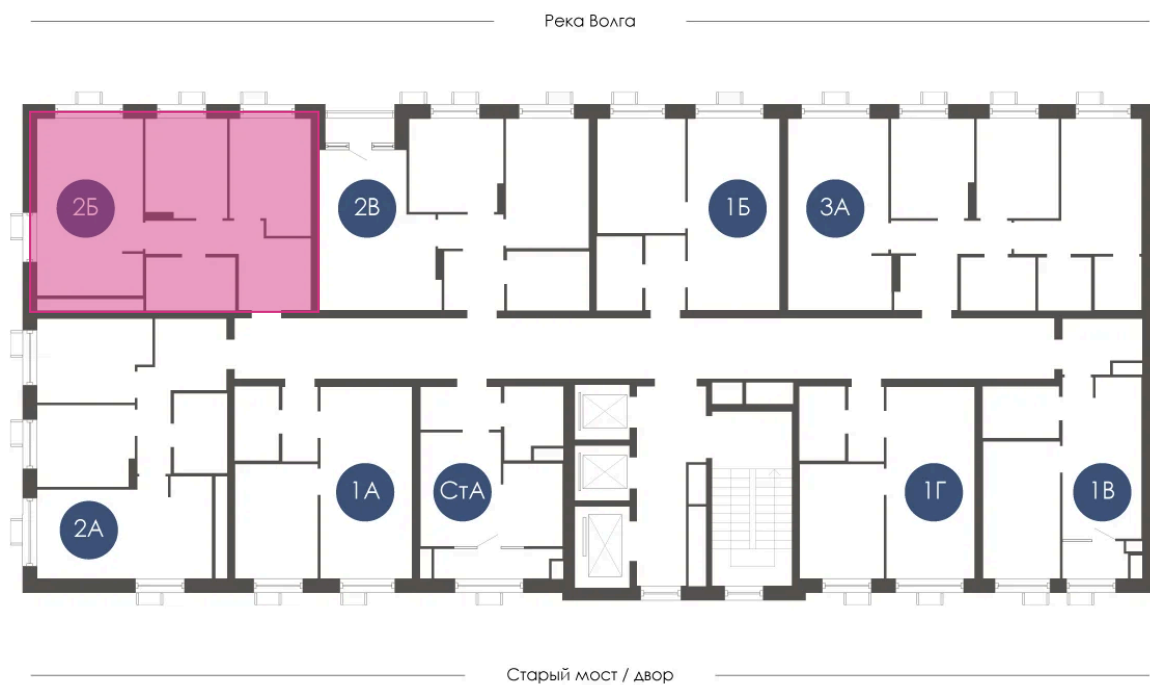 Река Волга
2Б
2В
1Б
3А
2А
1А
СтА
1Г
1В
Старый мост / двор